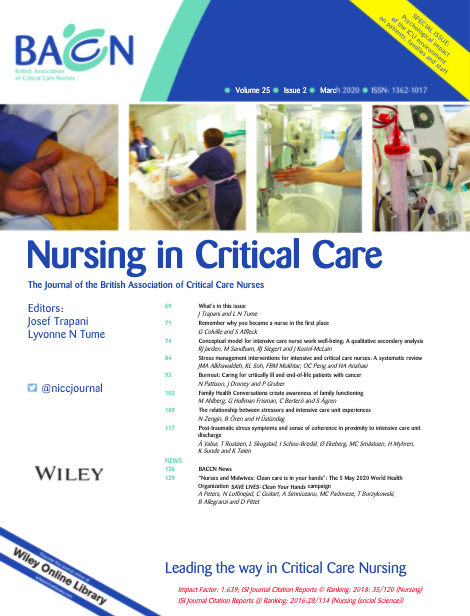 BACCN
British Association
of Critical Care Nurses
SPECIAL ISSUE:
Psychological impact
of the ICU environment
on patients, families and staff
Volume 25 Issue 2 March 2020 ISSN: 1362-1017
Nursing in Critical Care
The Journal of the British Association of Critical Care Nurses
Editors:
Josef Trapani
Lyvonne N Tume
@niccjournal
WILEY
69 What's in this issue
J Trapani and L N Tume
71 Remember why you became a nurse in the first place
G Colville and S Affleck
74 Conceptual model for intensive care nurse work well-being: A qualitative secondary analysis
RJ Jarden, M Sandham, RJ Siegert and J Koziol-McLain
84 Stress management interventions for intensive and critical care nurses: A systematic review
JMA Alkhawaldeh, KL Soh, FBM Mukhtar, OC Peng and HA Anshasi
93 Burnout: Caring for critically ill and end-of-life patients with cancer
N Pattison, J Droney and P Gruber
102 Family Health Conversations create awareness of family functioning
M Ahlberg, G Hollman Frisman, C Berterö and S Ågren
109 The relationship between stressors and intensive care unit experiences
N Zengin, B Ören and H Üstündag
117 Post-traumatic stress symptoms and sense of coherence in proximity to intensive care unit
discharge
Å Valsø, T Rustøen, L Skogstad, I Schou-Bredal, Ø Ekeberg, MC Småstuen, H Myhren,
K Sunde and K Tøien
NEWS
126 BACCN News
129 "Nurses and Midwives: Clean care is in your hands": The 5 May 2020 World Health
Organization SAVE LIVES: Clean Your Hands campaign
A Peters, N Lotfinejad, C Guitart, A Simniceanu, MC Padoveze, T Borzykowski,
B Allegranzi and D Pittet
Wiley Online Library
Leading the way in Critical Care Nursing
Impact Factor: 1.639; ISI Journal Citation Reports © Ranking: 2018: 35/120 (Nursing)
ISI Journal Citation Reports @ Ranking: 2016:28/114 (Nursing (social Science))